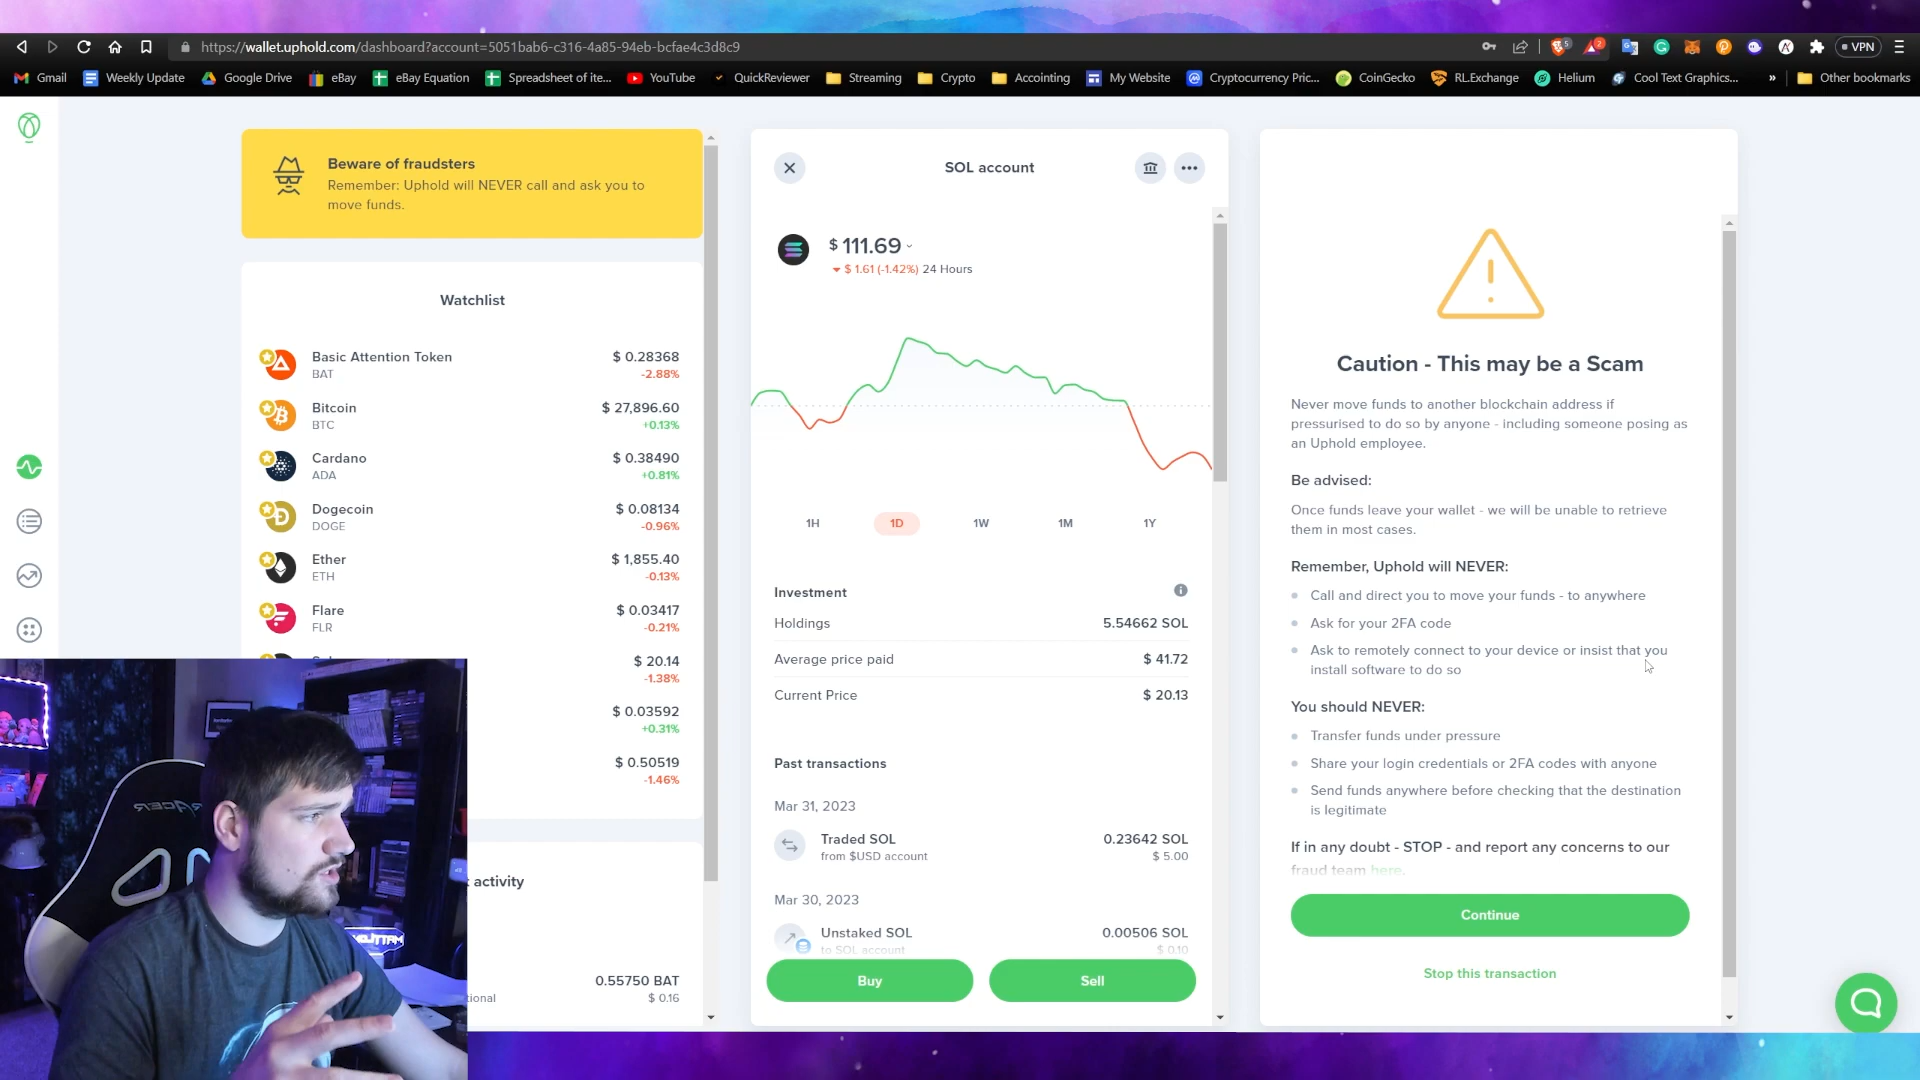 https://wallet.uphold.com/dashboard?account=5051bab6-c316-4a85-94eb-bcfae4c3d8c9
5
2
VPN
Gmail
Weekly Update
Google Drive
eBay
eBay Equation
Spreadsheet of ite...
YouTube
QuickReviewer
Streaming
Crypto
Accointing
My Website
Cryptocurrency Pric...
CoinGecko
RL.Exchange
Helium
Cool Text Graphics...
»
Other bookmarks
Beware of fraudsters
Remember: Uphold will NEVER call and ask you to
move funds.
Watchlist
Basic Attention Token
$ 0.28368
BAT
-2.88%
Bitcoin
$ 27,896.60
BTC
+0.13%
Cardano
$ 0.38490
ADA
+0.81%
Dogecoin
$ 0.08134
DOGE
-0.96%
Ether
$ 1,855.40
ETH
-0.13%
Flare
$ 0.03417
FLR
-0.21%
$ 20.14
-1.38%
$ 0.03592
+0.31%
$ 0.50519
-1.46%
activity
0.55750 BAT
tional
$ 0.16
SOL account
$ 111.69
$ 1.61 (-1.42%) 24 Hours
1H
1D
1W
1M
1Y
Investment
Holdings
5.54662 SOL
Average price paid
$ 41.72
Current Price
$ 20.13
Past transactions
Mar 31, 2023
Traded SOL
0.23642 SOL
from $USD account
$ 5.00
Mar 30, 2023
Unstaked SOL
0.00506 SOL
to SOL account
$ 0.10
Buy
Sell
Caution - This may be a Scam
Never move funds to another blockchain address if
pressurised to do so by anyone - including someone posing as
an Uphold employee.
Be advised:
Once funds leave your wallet - we will be unable to retrieve
them in most cases.
Remember, Uphold will NEVER:
Call and direct you to move your funds - to anywhere
Ask for your 2FA code
Ask to remotely connect to your device or insist that you
install software to do so
You should NEVER:
Transfer funds under pressure
Share your login credentials or 2FA codes with anyone
Send funds anywhere before checking that the destination
is legitimate
If in any doubt - STOP - and report any concerns to our
fraud team here.
Continue
Stop this transaction